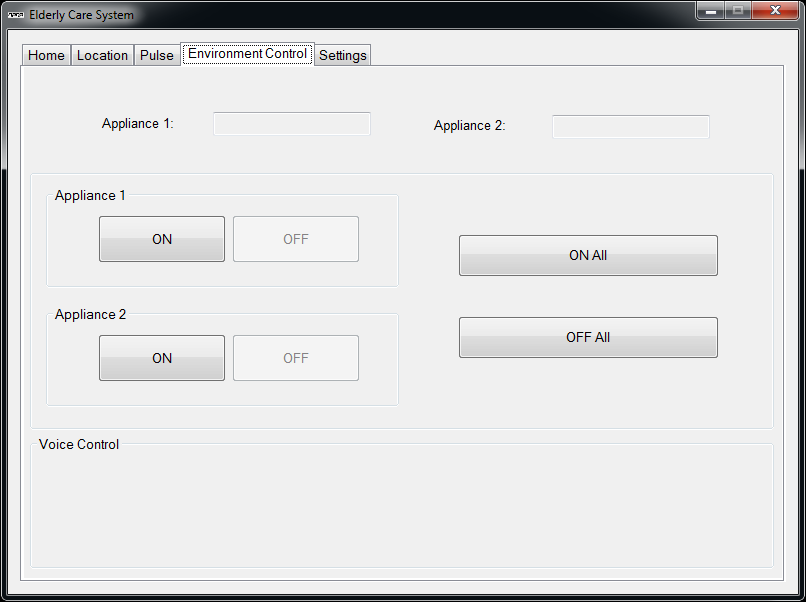 Elderly Care System
Home Location Pulse Environment Control Settings
Appliance 1: Appliance 2:
Appliance 1
ON OFF
ON All
Appliance 2
ON OFF
OFF All
Voice Control